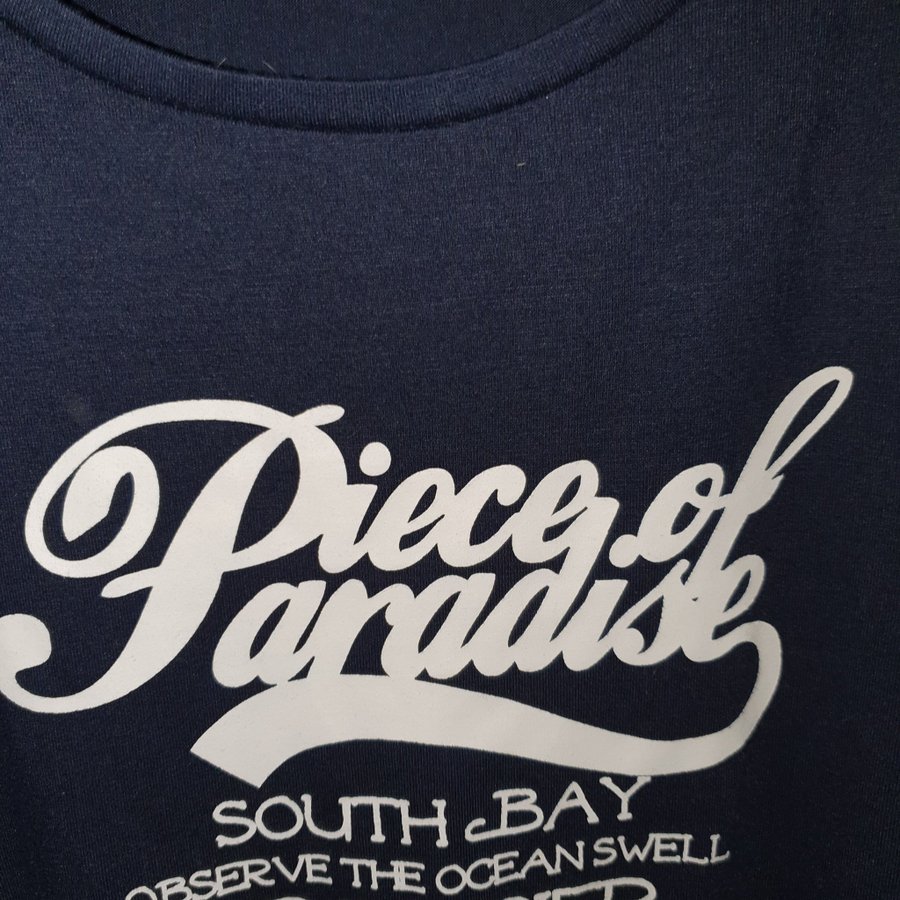 Piece of
Paradise
SOUTH BAY
OBSERVE THE OCEAN SWELL